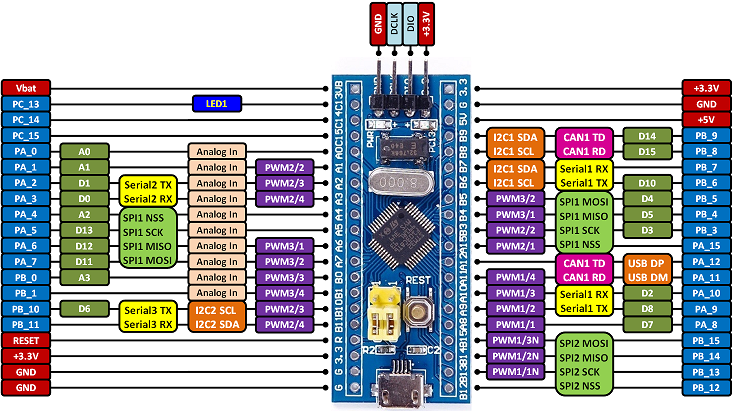 GND DCLK DIO +3.3V
Vbat
PC_13 LED1
PC_14
PC_15
PA_0 A0 Analog In
PA_1 A1 Analog In PWM2/2
PA_2 D1 Serial2 TX Analog In PWM2/3
PA_3 D0 Serial2 RX Analog In PWM2/4
PA_4 A2 SPI1 NSS Analog In
PA_5 D13 SPI1 SCK Analog In
PA_6 D12 SPI1 MISO Analog In PWM3/1
PA_7 D11 SPI1 MOSI Analog In PWM3/2
PB_0 A3 Analog In PWM3/3
PB_1 Analog In PWM3/4
PB_10 D6 Serial3 TX I2C2 SCL PWM2/3
PB_11 Serial3 RX I2C2 SDA PWM2/4
RESET
+3.3V
GND
GND
VB
C13
C14
C15
A0
A1
A2
A3
A4
A5
A6
A7
B0
B1
B10
B11
R
3.3
G
G
PWR
PC13
8.000
REST
R2
C2
3.3
G
5V
B9
B8
B7
B6
B5
B4
B3
A15
A12
A11
A10
A9
A8
B15
B14
B13
B12
+3.3V
GND
+5V
I2C1 SDA CAN1 TD D14 PB_9
I2C1 SCL CAN1 RD D15 PB_8
I2C1 SDA Serial1 RX PB_7
I2C1 SCL Serial1 TX D10 PB_6
PWM3/2 SPI1 MOSI D4 PB_5
PWM3/1 SPI1 MISO D5 PB_4
PWM2/2 SPI1 SCK D3 PB_3
PWM2/1 SPI1 NSS PA_15
CAN1 TD USB DP PA_12
PWM1/4 CAN1 RD USB DM PA_11
PWM1/3 Serial1 RX D2 PA_10
PWM1/2 Serial1 TX D8 PA_9
PWM1/1 D7 PA_8
PWM1/3N SPI2 MOSI PB_15
PWM1/2N SPI2 MISO PB_14
PWM1/1N SPI2 SCK PB_13
SPI2 NSS PB_12